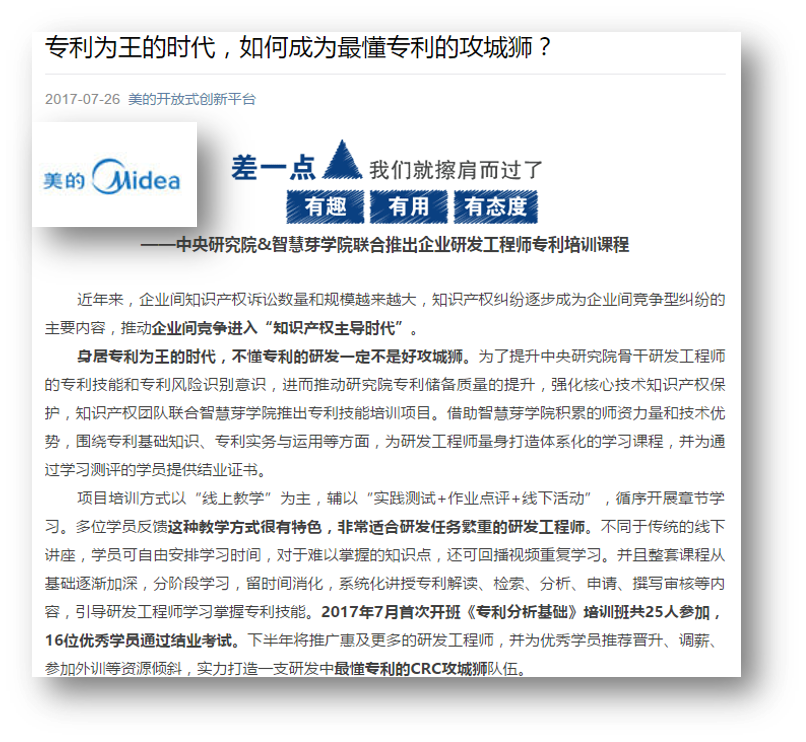 专利为王的时代，如何成为最懂专利的攻城狮？
2017-07-26 美的开放式创新平台
美的 Midea
差一点 我们就擦肩而过了
有趣 有用 有态度
——中央研究院&智慧芽学院联合推出企业研发工程师专利培训课程
近年来，企业间知识产权诉讼数量和规模越来越大，知识产权纠纷逐步成为企业间竞争型纠纷的
主要内容，推动企业间竞争进入“知识产权主导时代”。
身居专利为王的时代，不懂专利的研发一定不是好攻城狮。为了提升中央研究院骨干研发工程师
的专利技能和专利风险识别意识，进而推动研究院专利储备质量的提升，强化核心技术知识产权保
护，知识产权团队联合智慧芽学院推出专利技能培训项目。借助智慧芽学院积累的师资力量和技术优
势，围绕专利基础知识、专利实务与运用等方面，为研发工程师量身打造体系化的学习课程，并为通
过学习测评的学员提供结业证书。
项目培训方式以“线上教学”为主，辅以“实践测试+作业点评+线下活动”，循序开展章节学
习。多位学员反馈这种教学方式很有特色，非常适合研发任务繁重的研发工程师。不同于传统的线下
讲座，学员可自由安排学习时间，对于难以掌握的知识点，还可回播视频重复学习。并且整套课程从
基础逐渐加深，分阶段学习，留时间消化，系统化讲授专利解读、检索、分析、申请、撰写审核等内
容，引导研发工程师学习掌握专利技能。2017年7月首次开班《专利分析基础》培训班共25人参加，
16位优秀学员通过结业考试。下半年将推广惠及更多的研发工程师，并为优秀学员推荐晋升、调薪、
参加外训等资源倾斜，实力打造一支研发中最懂专利的CRC攻城狮队伍。